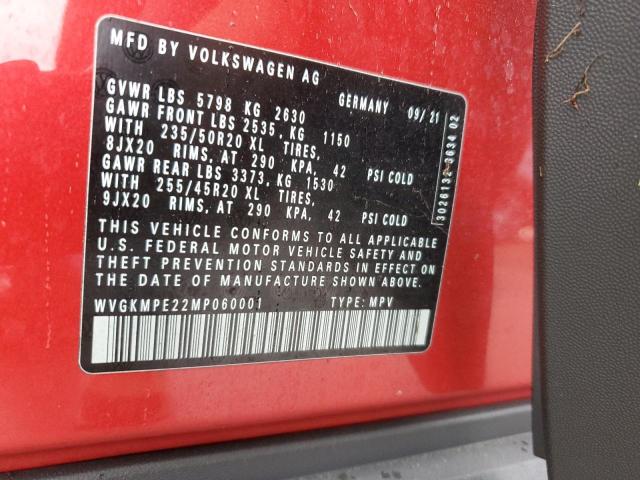 MFD BY VOLKSWAGEN AG
GERMANY 09/21
GVWR LBS 5798 KG 2630
GAWR FRONT LBS 2535, KG 1150
WITH 235/50R20 XL TIRES,
8JX20 RIMS, AT 290 KPA, 42 PSI COLD
GAWR REAR LBS 3373, KG 1530
WITH 255/45R20 XL TIRES,
9JX20 RIMS, AT 290 KPA, 42 PSI COLD
THIS VEHICLE CONFORMS TO ALL APPLICABLE
U.S. FEDERAL MOTOR VEHICLE SAFETY AND
THEFT PREVENTION STANDARDS IN EFFECT ON
THE DATE OF MANUFACTURE SHOWN ABOVE.
WVGKMPE22MP060001 TYPE: MPV
3026132-3634 02